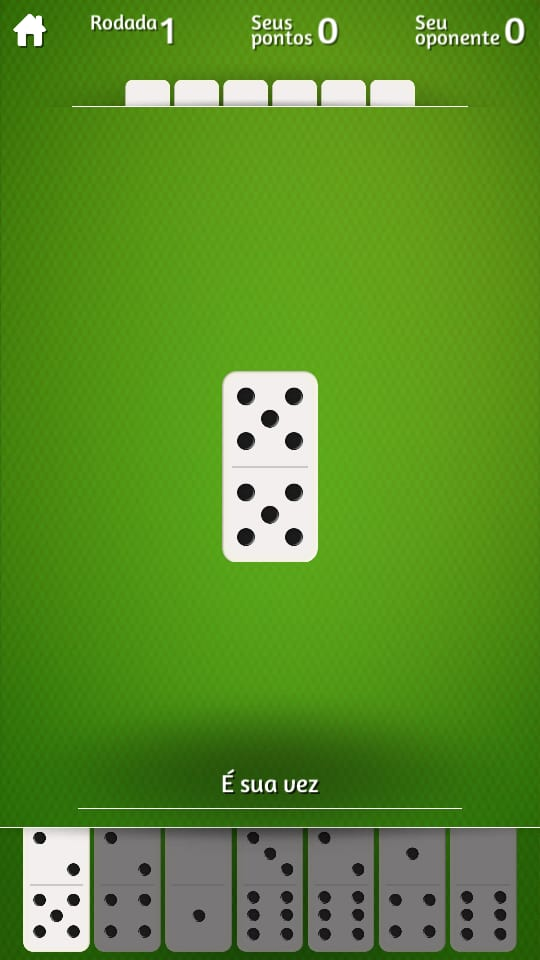 Rodada 1
Seus pontos 0
Seu oponente 0
É sua vez